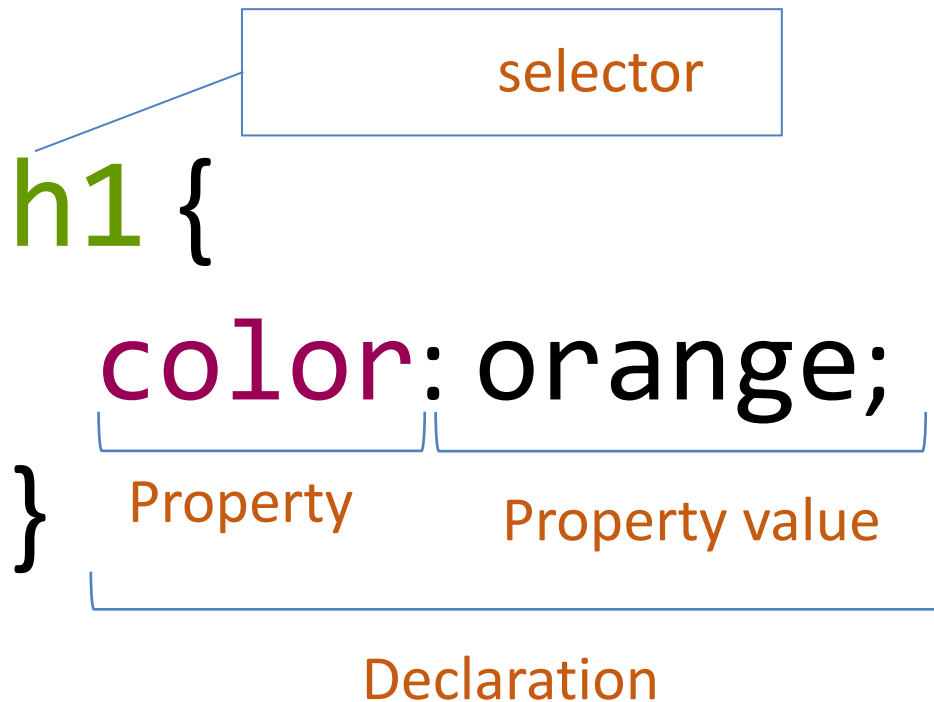 selector
h1 {
color: orange;
Property
Property value
}
Declaration